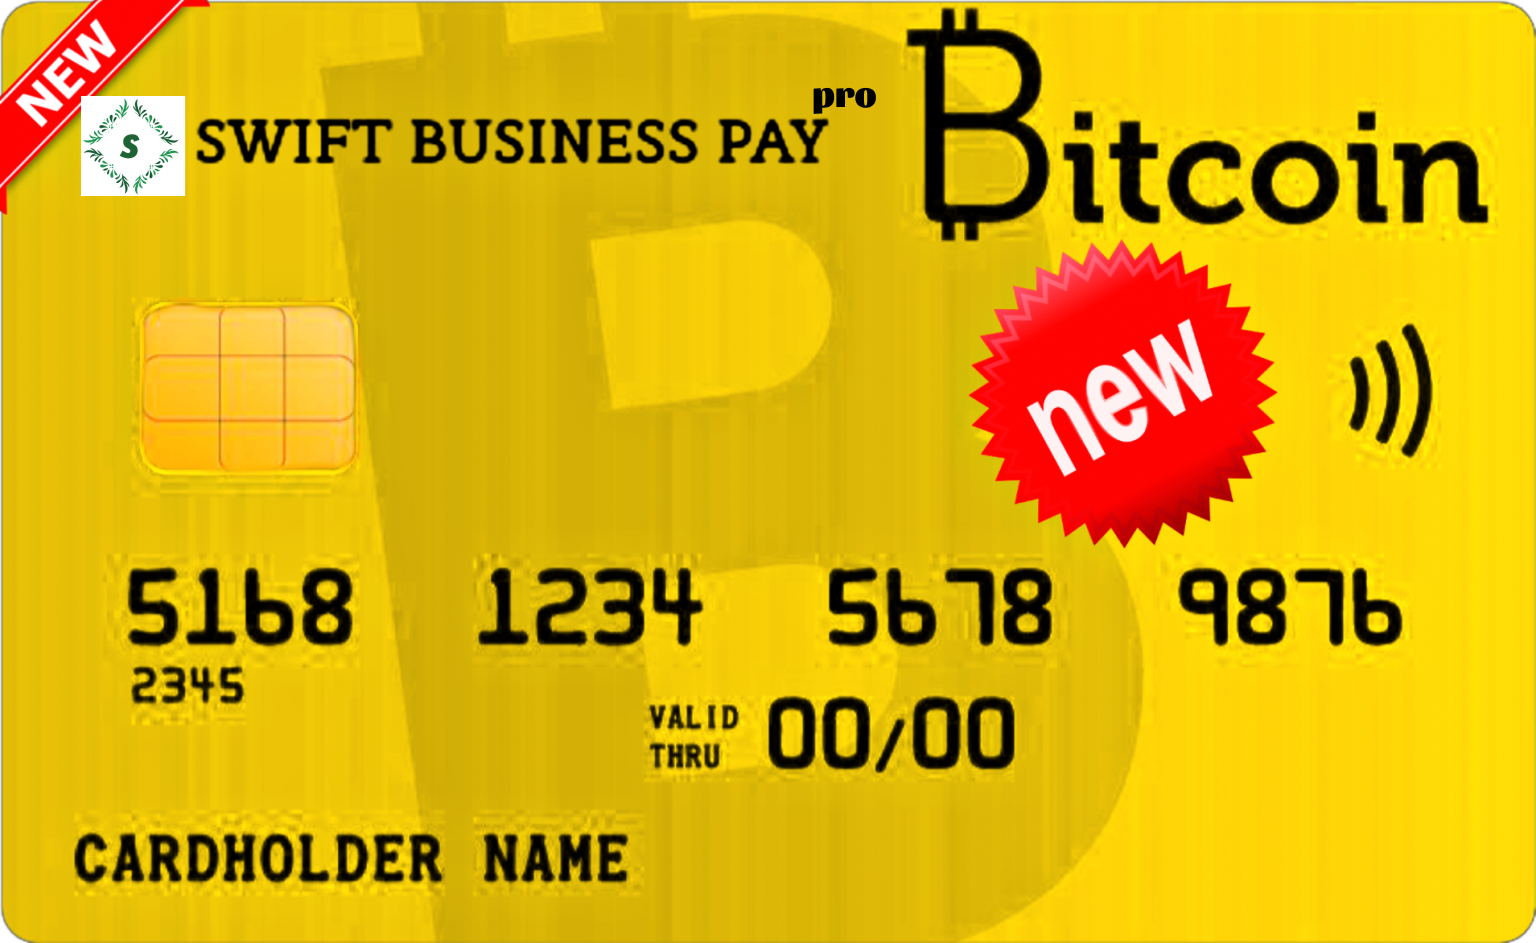 NEW
S
SWIFT BUSINESS PAY pro
Bitcoin
new
5168 1234 5678 9876
2345
VALID
THRU
00/00
CARDHOLDER NAME